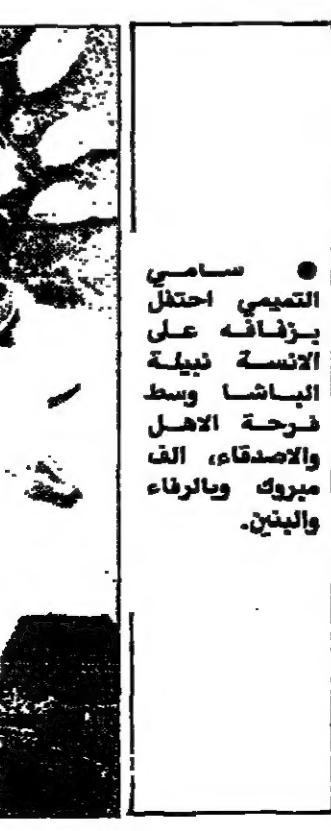 ● سامي
التميمي احتفل
بزفافه على
الانسة نبيلة
الباشا وسط
فرحة الاهل
والاصدقاء، الف
مبروك وبالرفاء
والبنين.